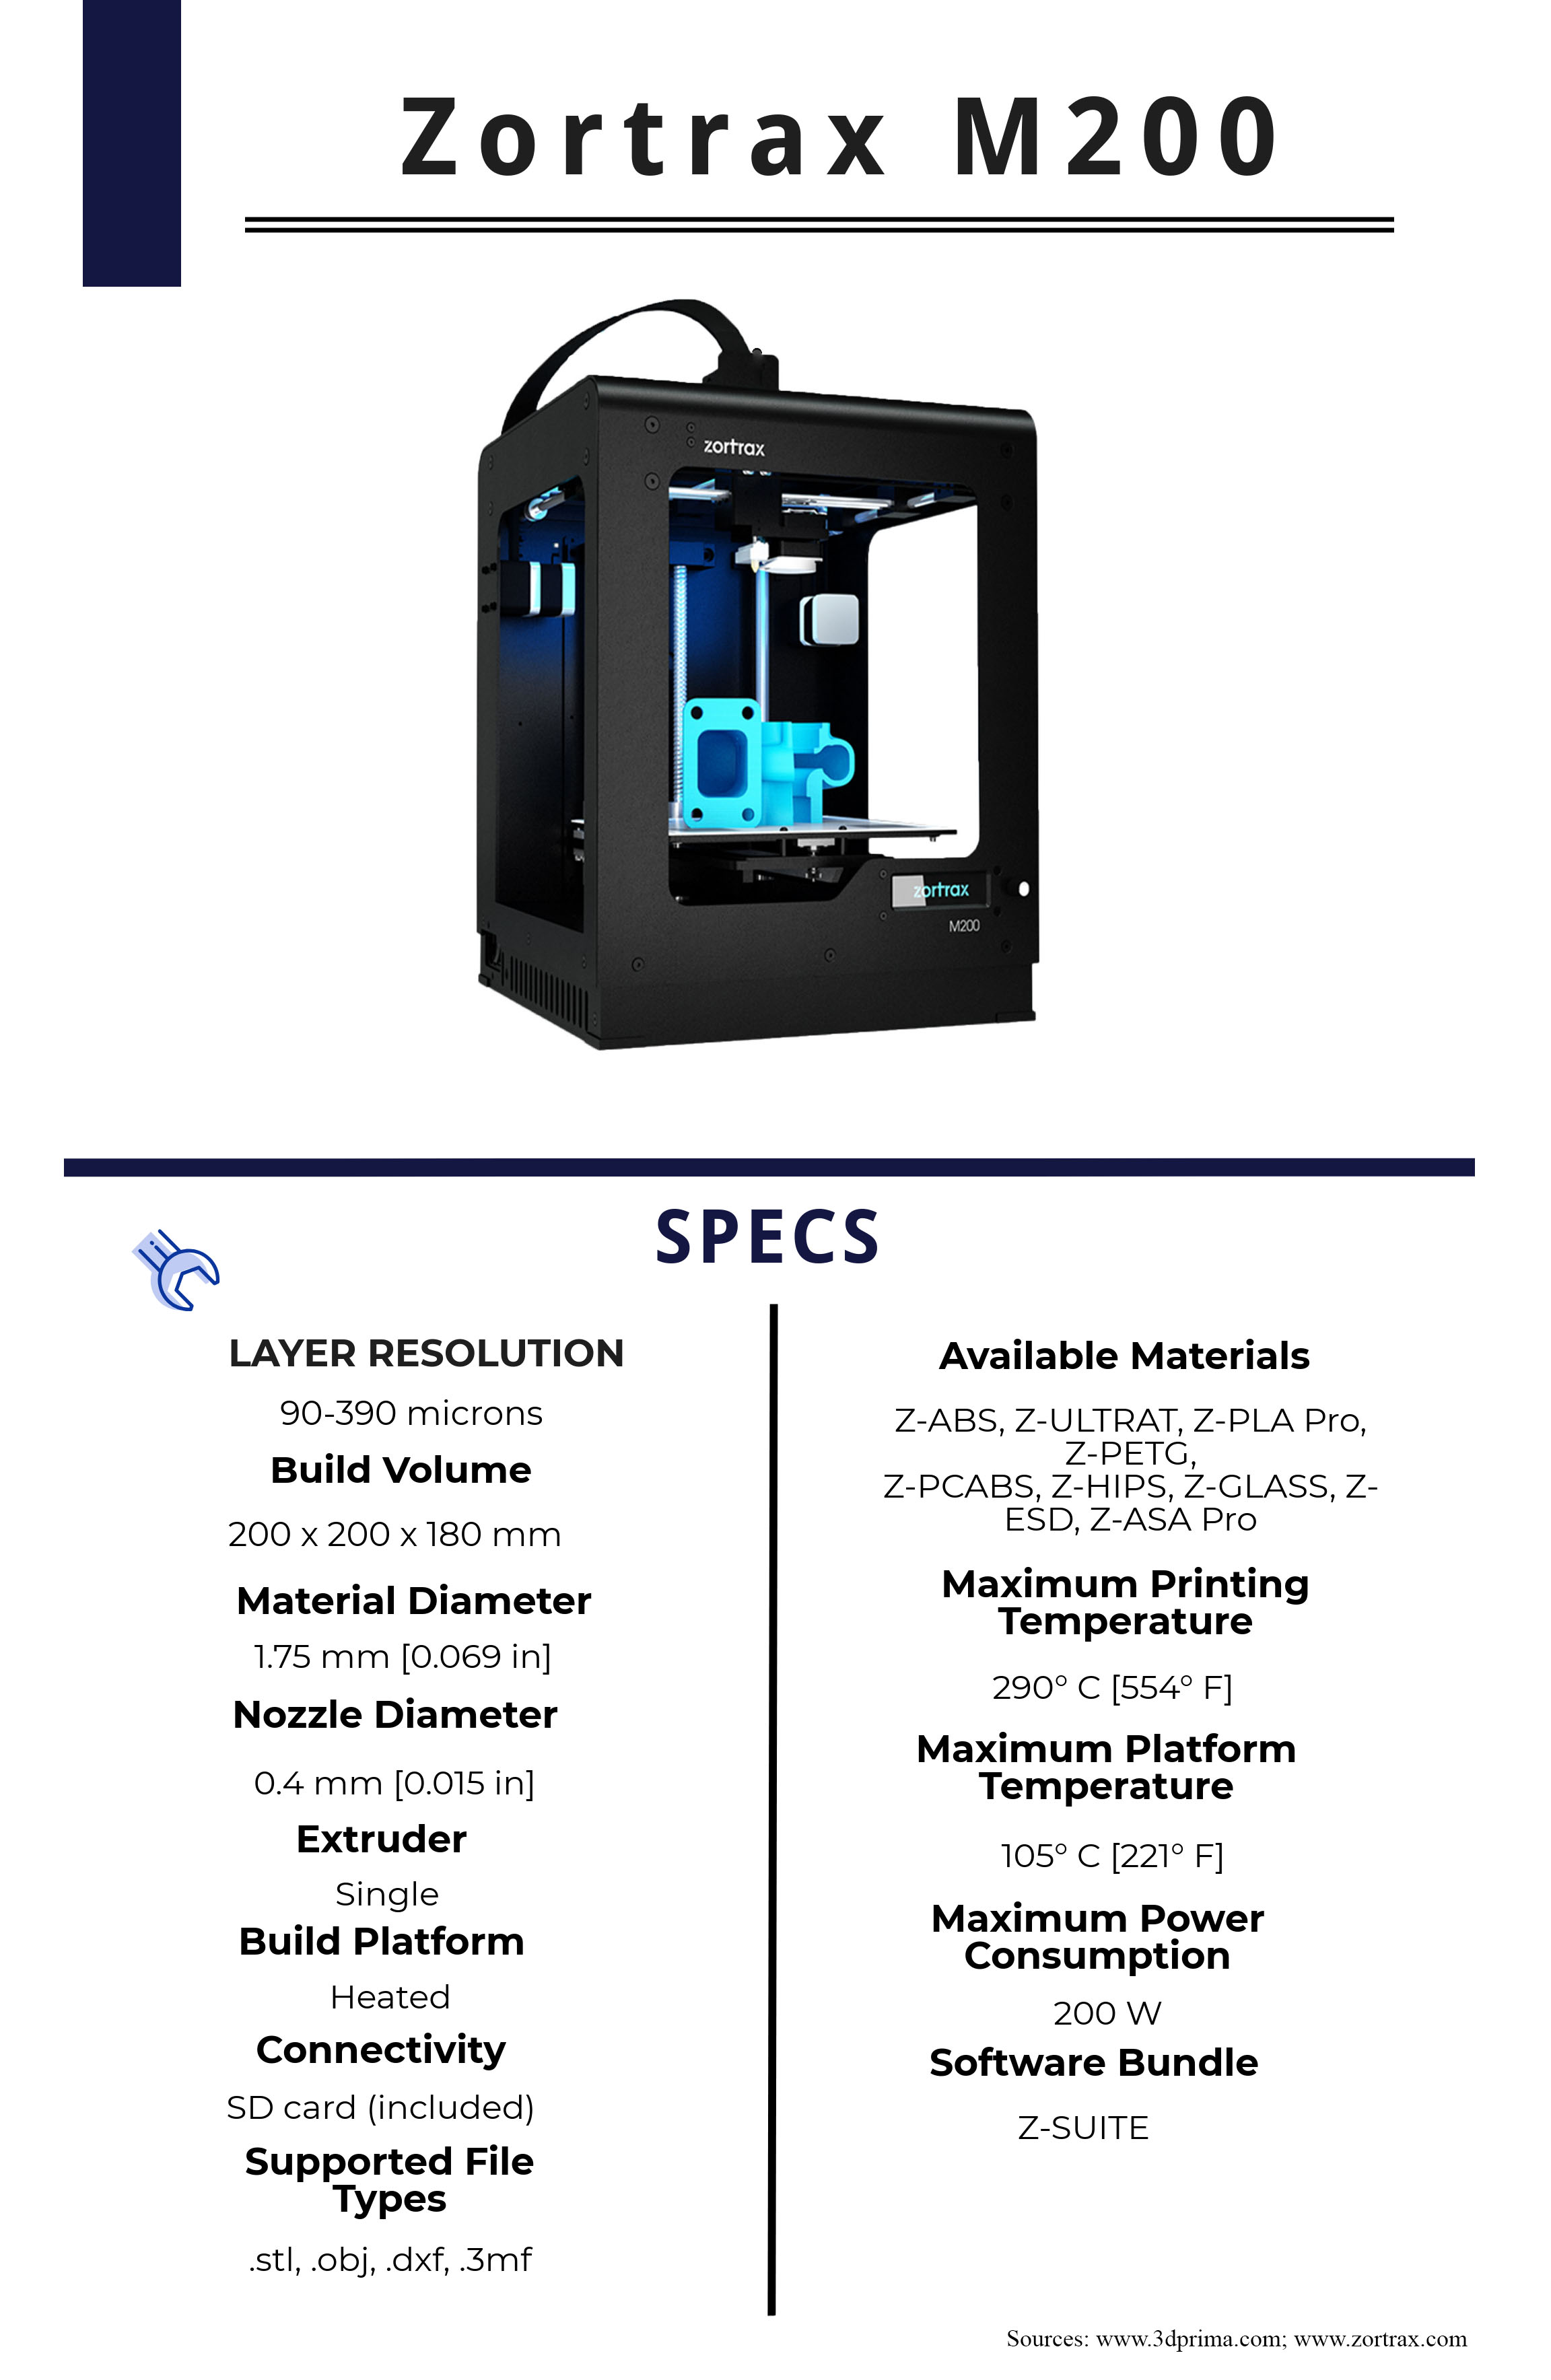 Zortrax M200
zortrax
zortrax
M200
SPECS
LAYER RESOLUTION
90-390 microns
Build Volume
200 x 200 x 180 mm
Material Diameter
1.75 mm [0.069 in]
Nozzle Diameter
0.4 mm [0.015 in]
Extruder
Single
Build Platform
Heated
Connectivity
SD card (included)
Supported File
Types
.stl, .obj, .dxf, .3mf
Available Materials
Z-ABS, Z-ULTRAT, Z-PLA Pro,
Z-PETG,
Z-PCABS, Z-HIPS, Z-GLASS, Z-
ESD, Z-ASA Pro
Maximum Printing
Temperature
290° C [554° F]
Maximum Platform
Temperature
105° C [221° F]
Maximum Power
Consumption
200 W
Software Bundle
Z-SUITE
Sources: www.3dprima.com; www.zortrax.com